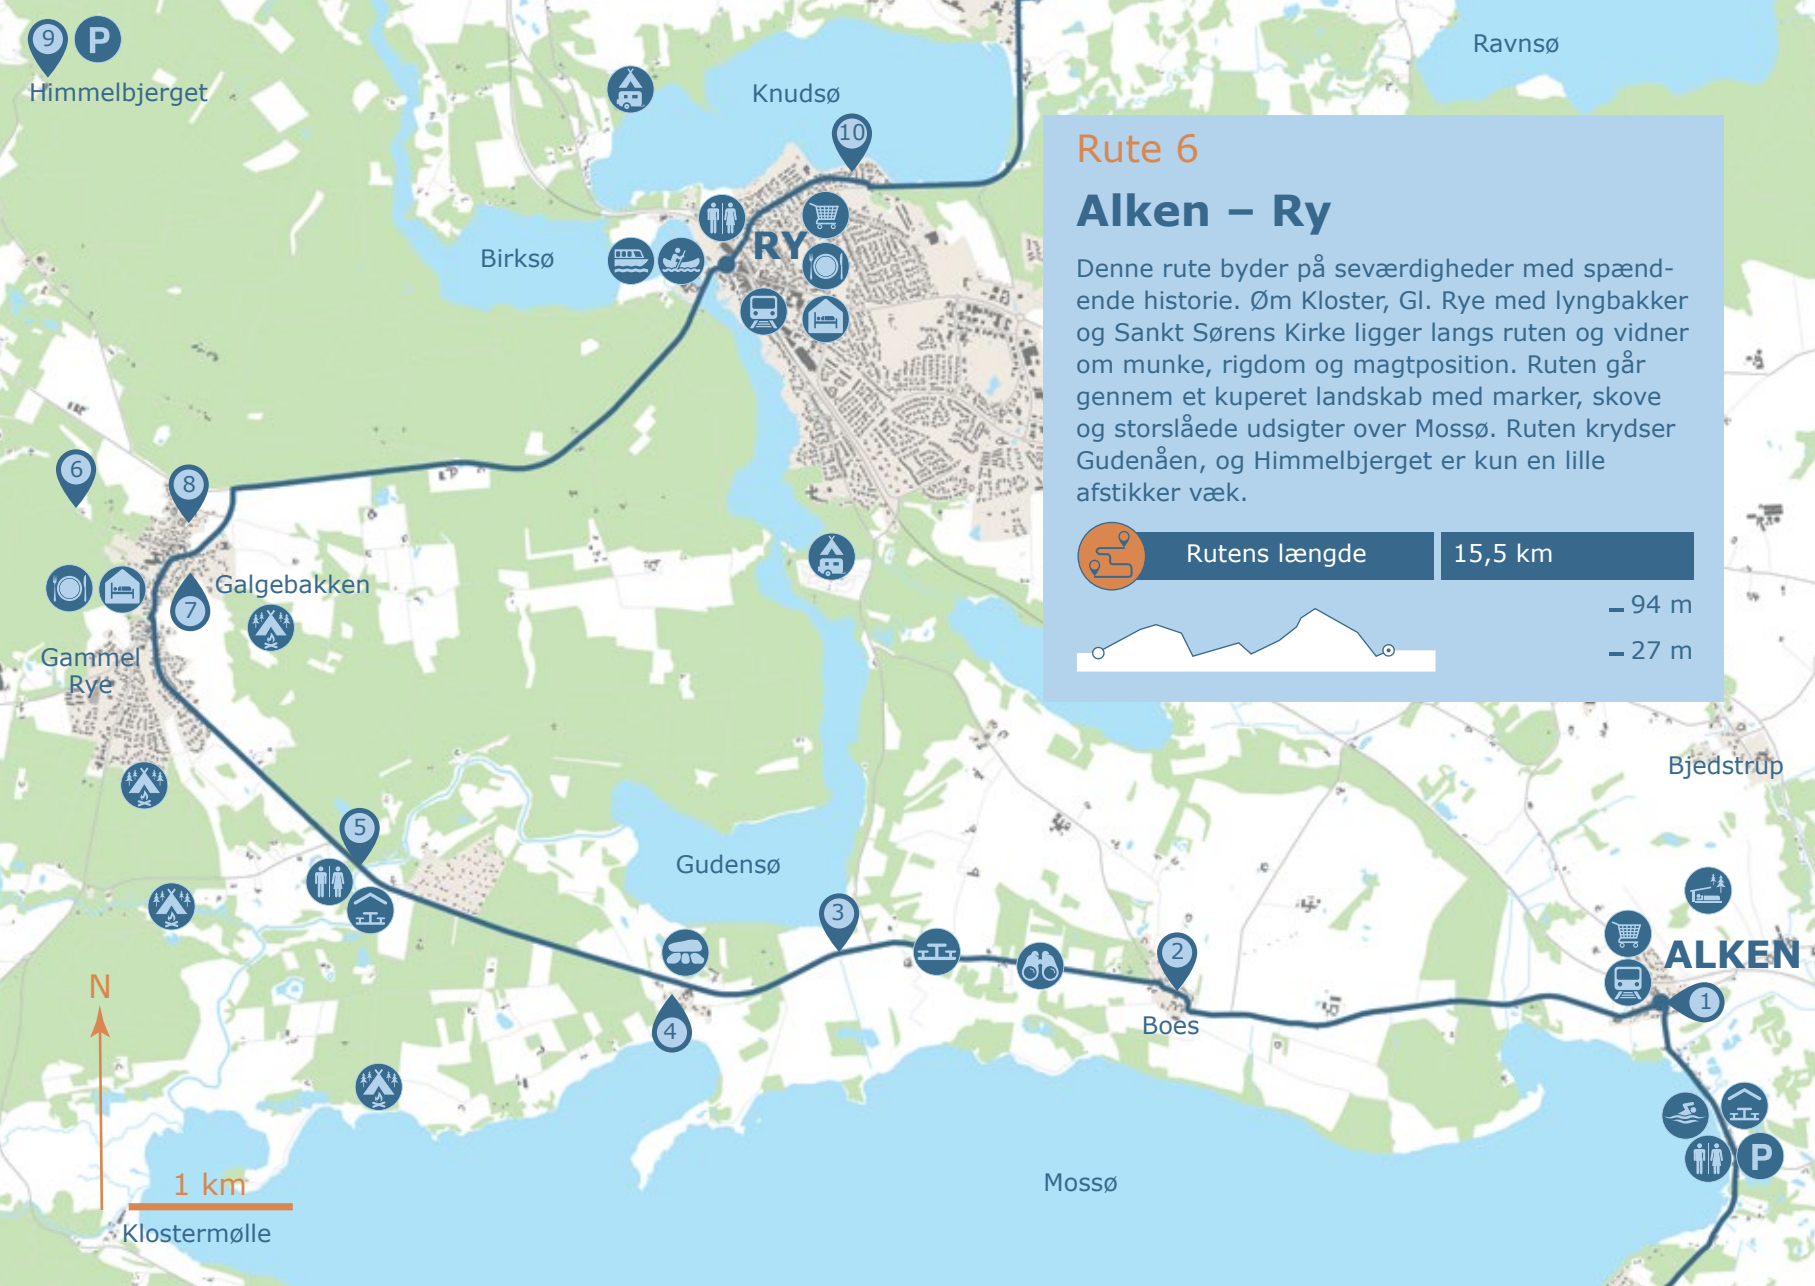 9
P
Himmelbjerget
Knudsø
Ravnsø
10
Rute 6
Alken – Ry
Denne rute byder på seværdigheder med spænd-
ende historie. Øm Kloster, Gl. Rye med lyngbakker
og Sankt Sørens Kirke ligger langs ruten og vidner
om munke, rigdom og magtposition. Ruten går
gennem et kuperet landskab med marker, skove
og storslåede udsigter over Mossø. Ruten krydser
Gudenåen, og Himmelbjerget er kun en lille
afstikker væk.
Rutens længde
15,5 km
94 m
27 m
Birksø
RY
6
8
7
Galgebakken
Gammel
Rye
Bjedstrup
5
Gudensø
3
2
ALKEN
1
Boes
4
N
P
1 km
Mossø
Klostermølle